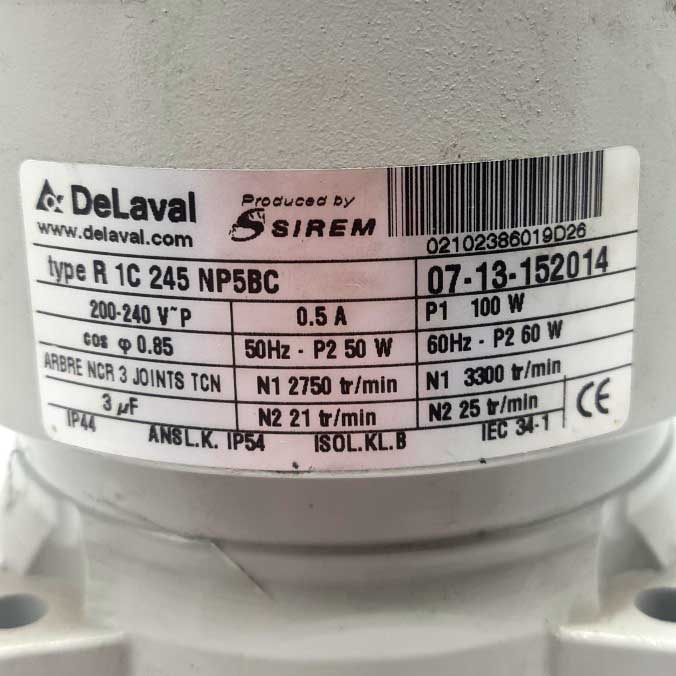 DeLaval
Produced by
SIREM
www.delaval.com
02102386019D26
type R 1C 245 NP5BC
07-13-152014
200-240 V~P
0.5 A
P1 100 W
cos φ 0.85
50Hz - P2 50 W
60Hz - P2 60 W
ARBRE NCR 3 JOINTS TCN
N1 2750 tr/min
N1 3300 tr/min
3 µF
N2 21 tr/min
N2 25 tr/min
CE
IP44
ANSL.K. IP54
ISOL.KL.B
IEC 34-1